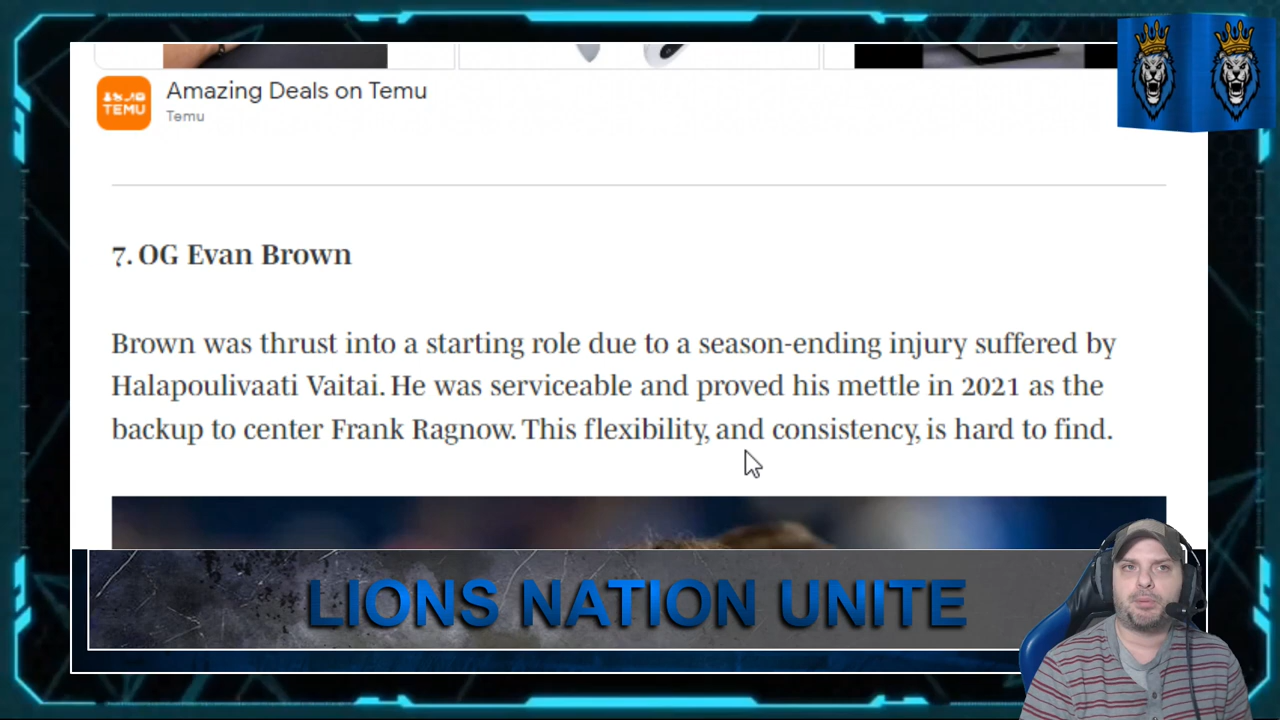 TEMU
Amazing Deals on Temu
Temu
7. OG Evan Brown
Brown was thrust into a starting role due to a season-ending injury suffered by
Halapoulivaati Vaitai. He was serviceable and proved his mettle in 2021 as the
backup to center Frank Ragnow. This flexibility, and consistency, is hard to find.
LIONS NATION UNITE